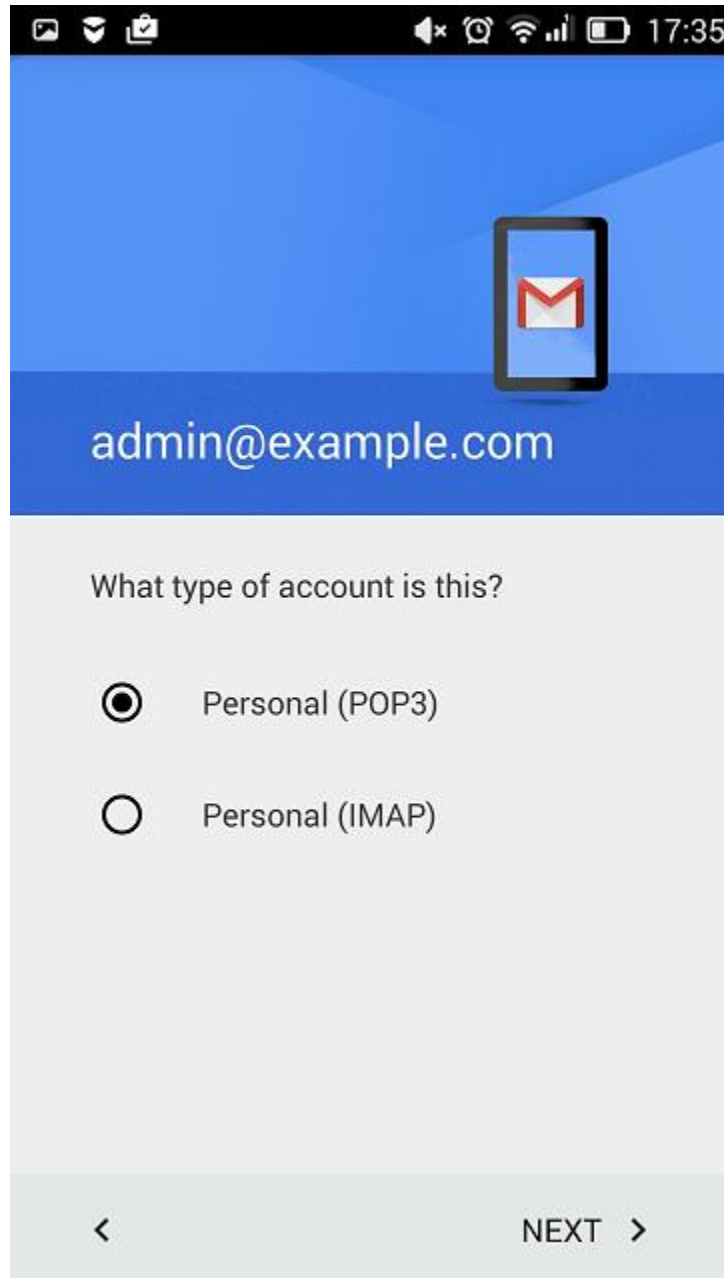 17:35
admin@example.com
What type of account is this?
Personal (POP3)
Personal (IMAP)
NEXT